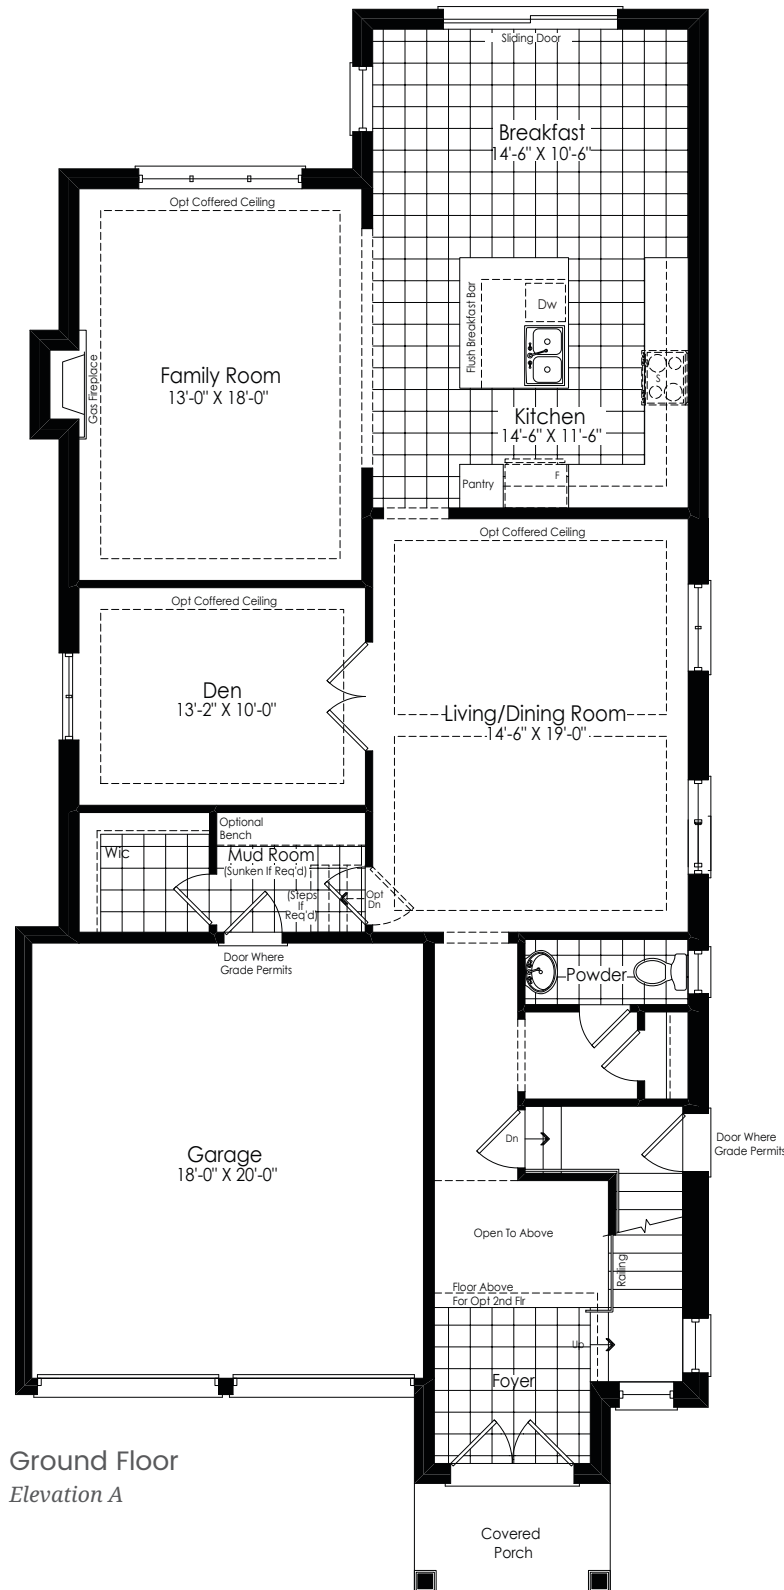 Sliding Door
Breakfast
14'-6" X 10'-6"
Opt Coffered Ceiling
Flush Breakfast Bar
Dw
Gas Fireplace
Family Room
13'-0" X 18'-0"
S
Kitchen
14'-6" X 11'-6"
Pantry
F
Opt Coffered Ceiling
Opt Coffered Ceiling
Den
13'-2" X 10'-0"
Living/Dining Room
14'-6" X 19'-0"
Optional
Bench
Wic
Mud Room
(Sunken If Req'd)
(Steps
If
Req'd)
Opt
Dn
Door Where
Grade Permits
Powder
Dn
Door Where
Grade Permits
Garage
18'-0" X 20'-0"
Open To Above
Railing
Floor Above
For Opt 2nd Flr
Up
Foyer
Ground Floor
Elevation A
Covered
Porch